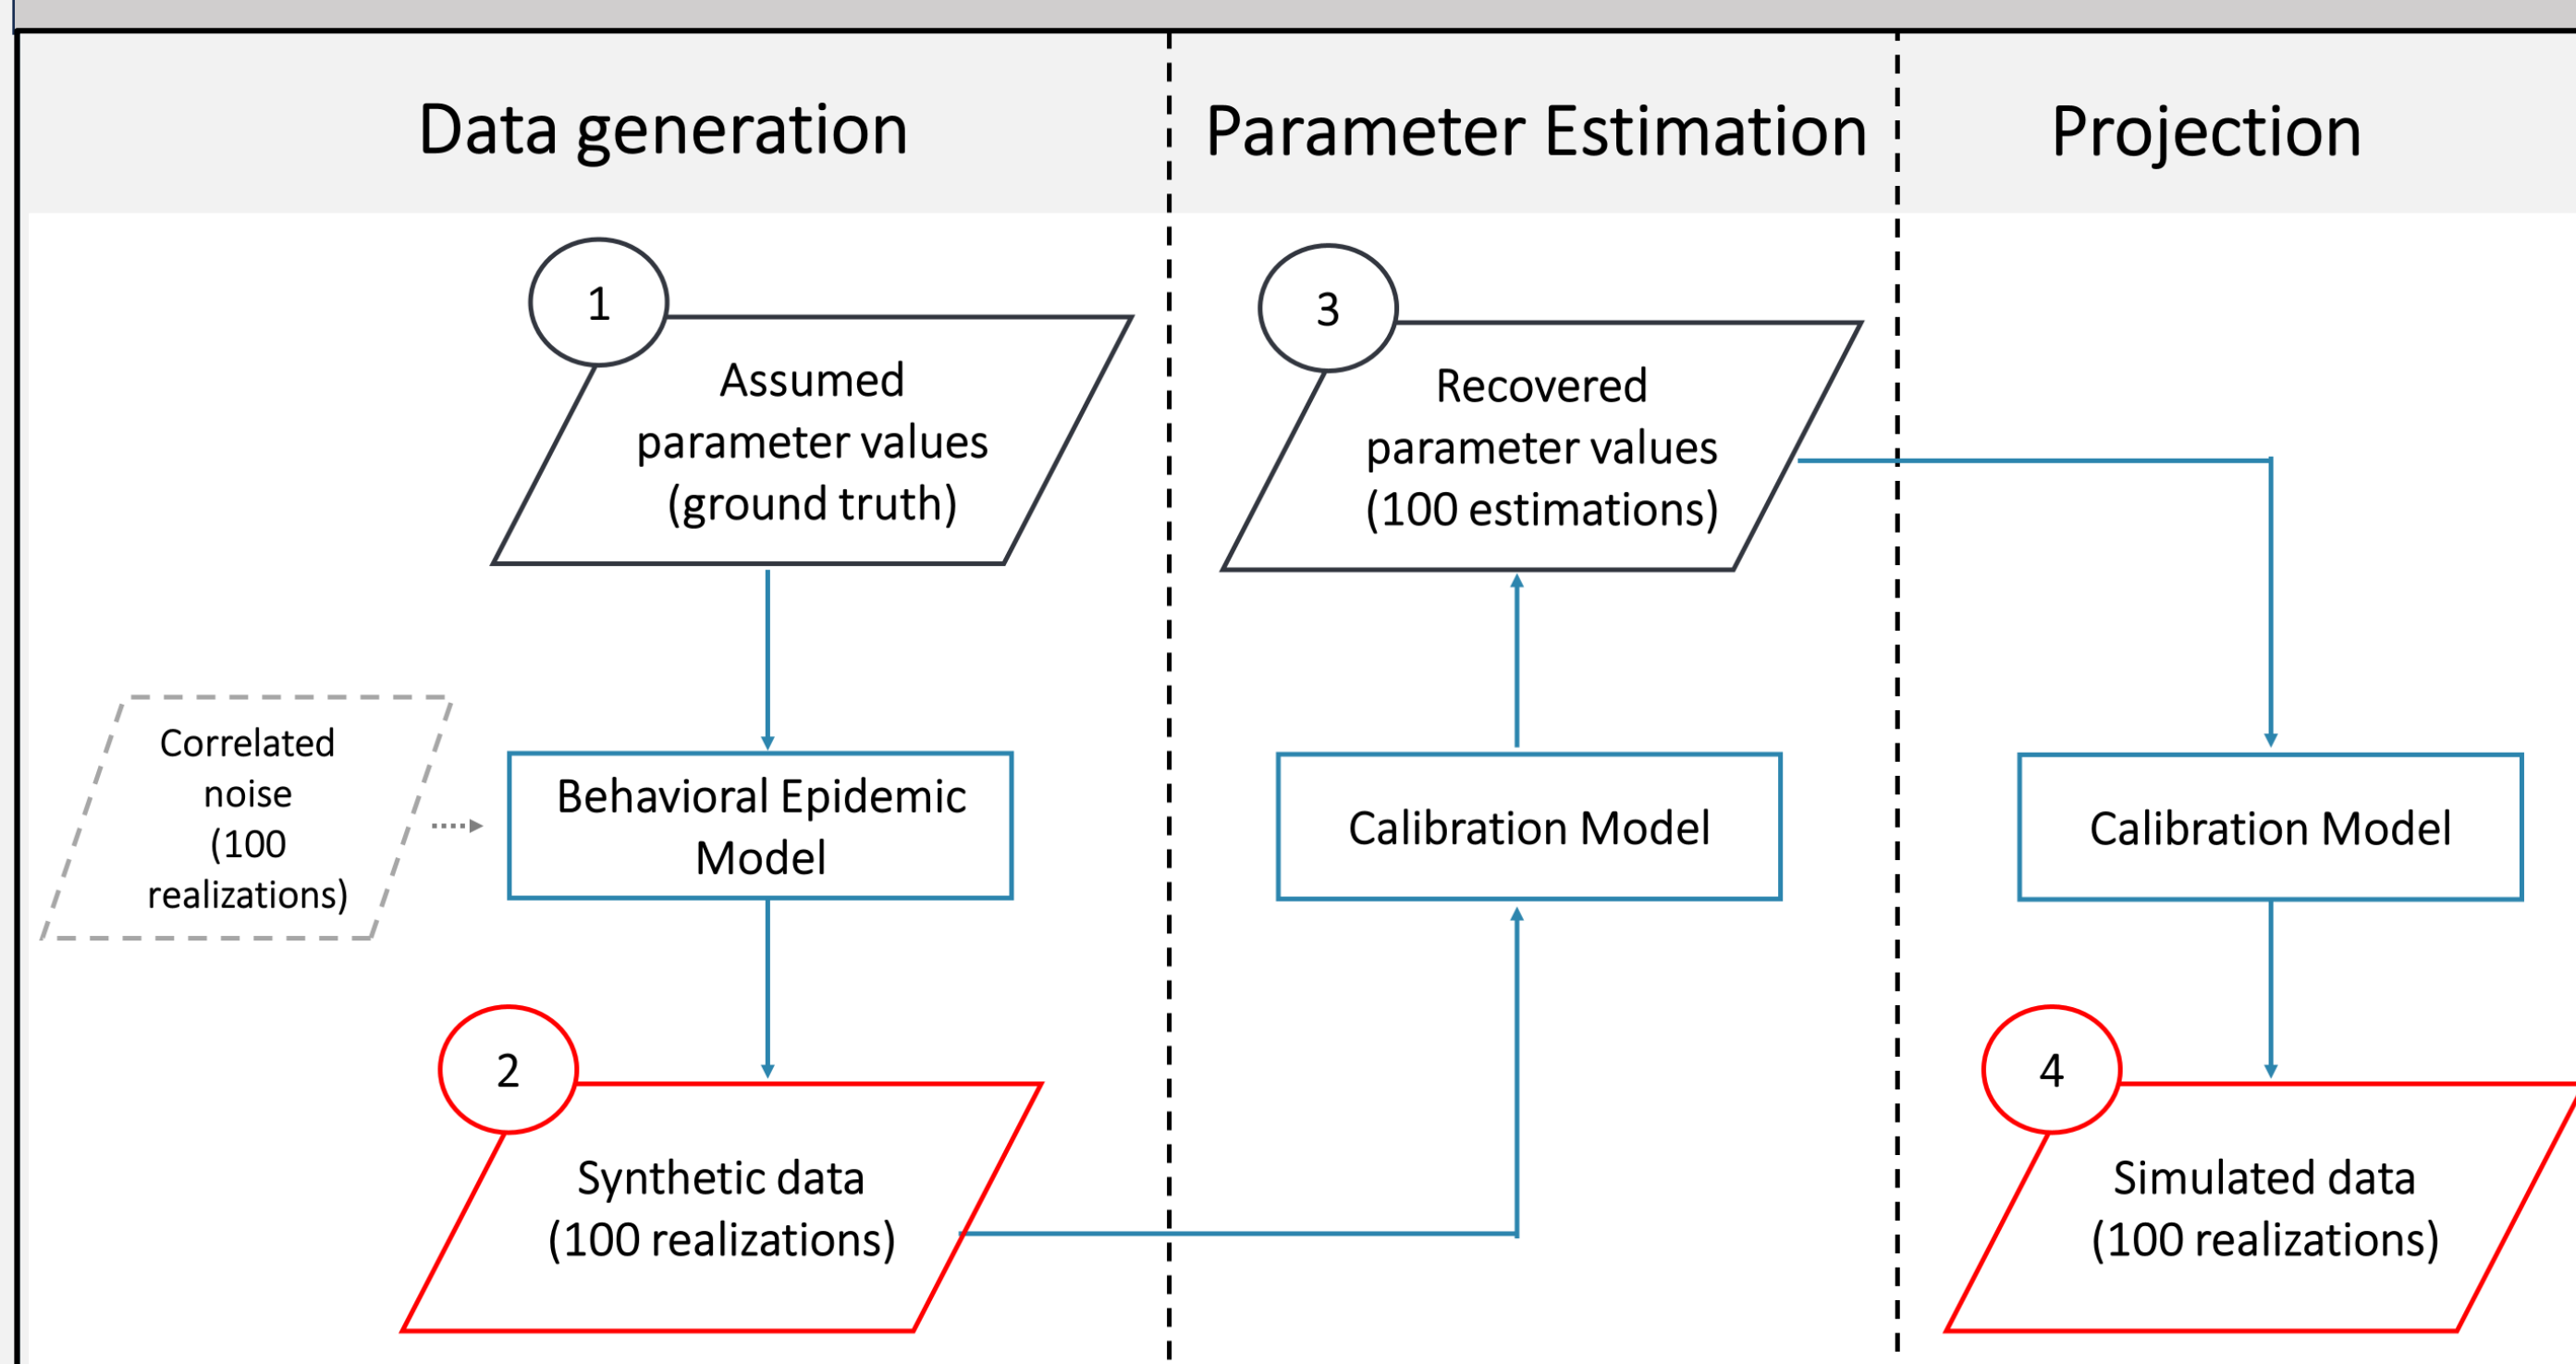 Data generation
Parameter Estimation
Projection
1
Assumed
parameter values
(ground truth)
Correlated
noise
(100
realizations)
Behavioral Epidemic
Model
2
Synthetic data
(100 realizations)
3
Recovered
parameter values
(100 estimations)
Calibration Model
Calibration Model
4
Simulated data
(100 realizations)